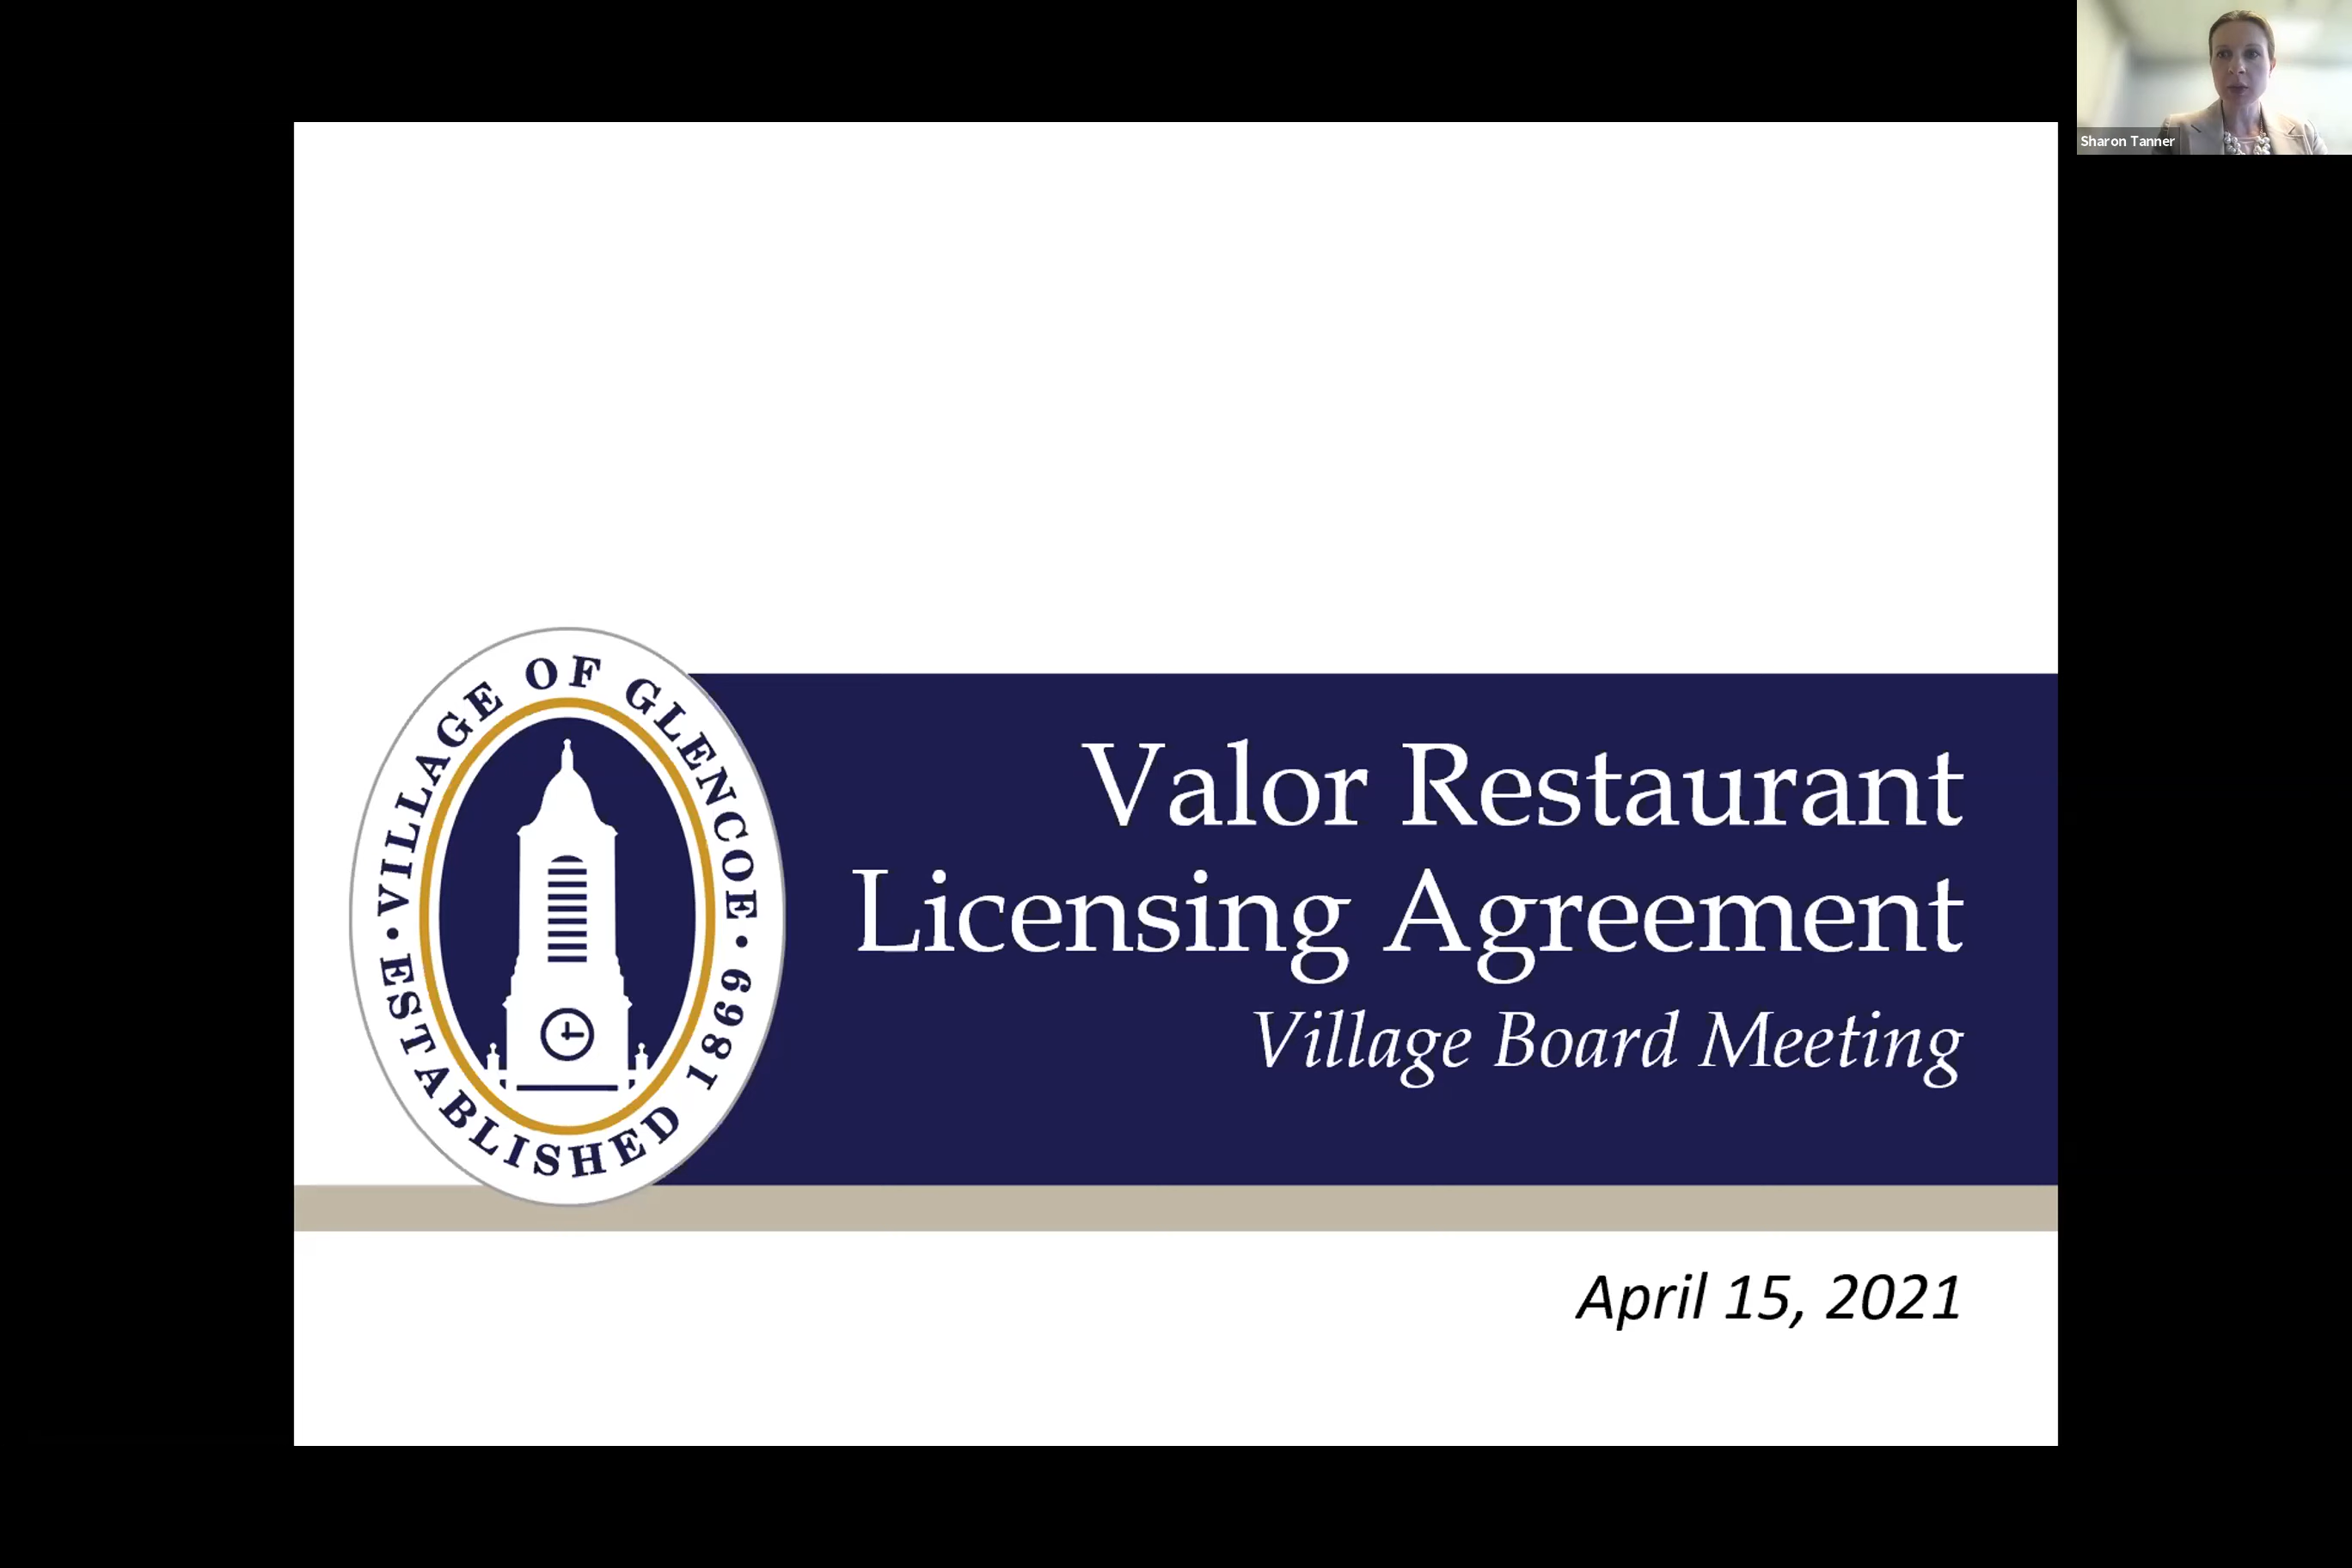 Sharon Tanner
VILLAGE OF GLENCOE
ESTABLISHED 1869
Valor Restaurant
Licensing Agreement
Village Board Meeting
April 15, 2021